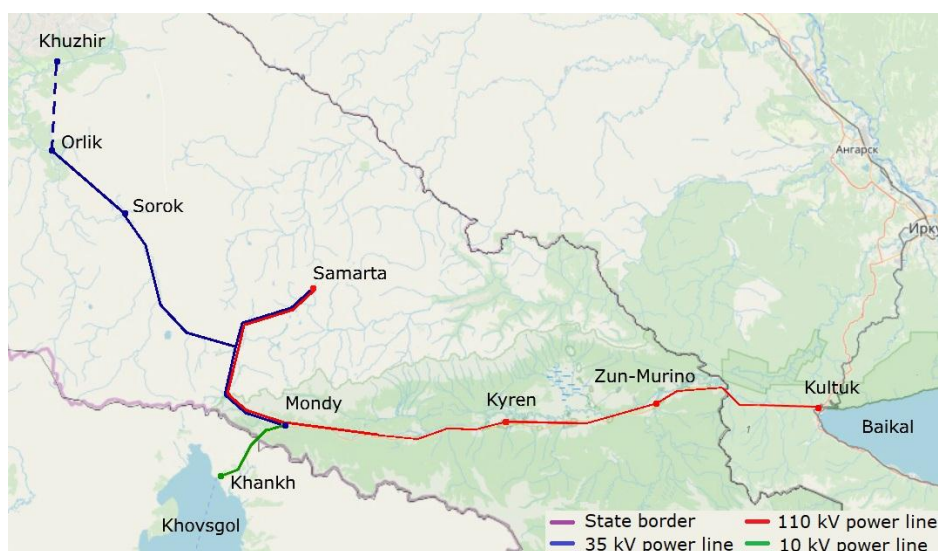 Khuzhir
Orlik
Ангарск
Sorok
Ирку
Samarta
Zun-Murino
Kultuk
Mondy
Kyren
Baikal
1
Khankh
Khovsgol
State border
110 kV power line
35 kV power line
10 kV power line